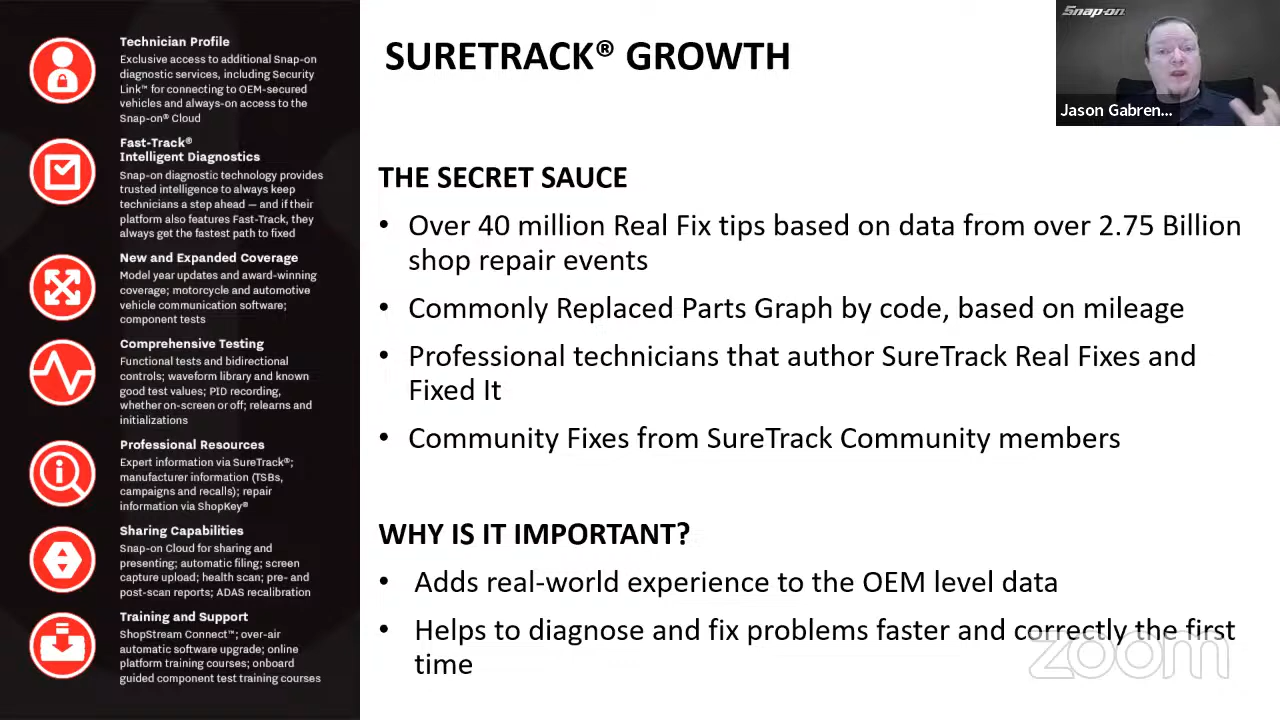 Technician Profile
Exclusive access to additional Snap-on
diagnostic services, including Security
Link™ for connecting to OEM-secured
vehicles and always-on access to the
Snap-on® Cloud
Fast-Track®
Intelligent Diagnostics
Snap-on diagnostic technology provides
trusted intelligence to always keep
technicians a step ahead — and if their
platform also features Fast-Track, they
always get the fastest path to fixed
New and Expanded Coverage
Model year updates and award-winning
coverage; motorcycle and automotive
vehicle communication software;
component tests
Comprehensive Testing
Functional tests and bidirectional
controls; waveform library and known
good test values; PID recording,
whether on-screen or off; relearns and
initializations
Professional Resources
Expert information via SureTrack®;
manufacturer information (TSBs,
campaigns and recalls); repair
information via ShopKey®
Sharing Capabilities
Snap-on Cloud for sharing and
presenting; automatic filing; screen
capture upload; health scan; pre- and
post-scan reports; ADAS recalibration
Training and Support
ShopStream Connect™; over-air
automatic software upgrade; online
platform training courses; onboard
guided component test training courses
SURETRACK® GROWTH
THE SECRET SAUCE
• Over 40 million Real Fix tips based on data from over 2.75 Billion
shop repair events
• Commonly Replaced Parts Graph by code, based on mileage
• Professional technicians that author SureTrack Real Fixes and
Fixed It
• Community Fixes from SureTrack Community members
WHY IS IT IMPORTANT?
• Adds real-world experience to the OEM level data
• Helps to diagnose and fix problems faster and correctly the first
time
Snap-on
Jason Gabren...
zoom